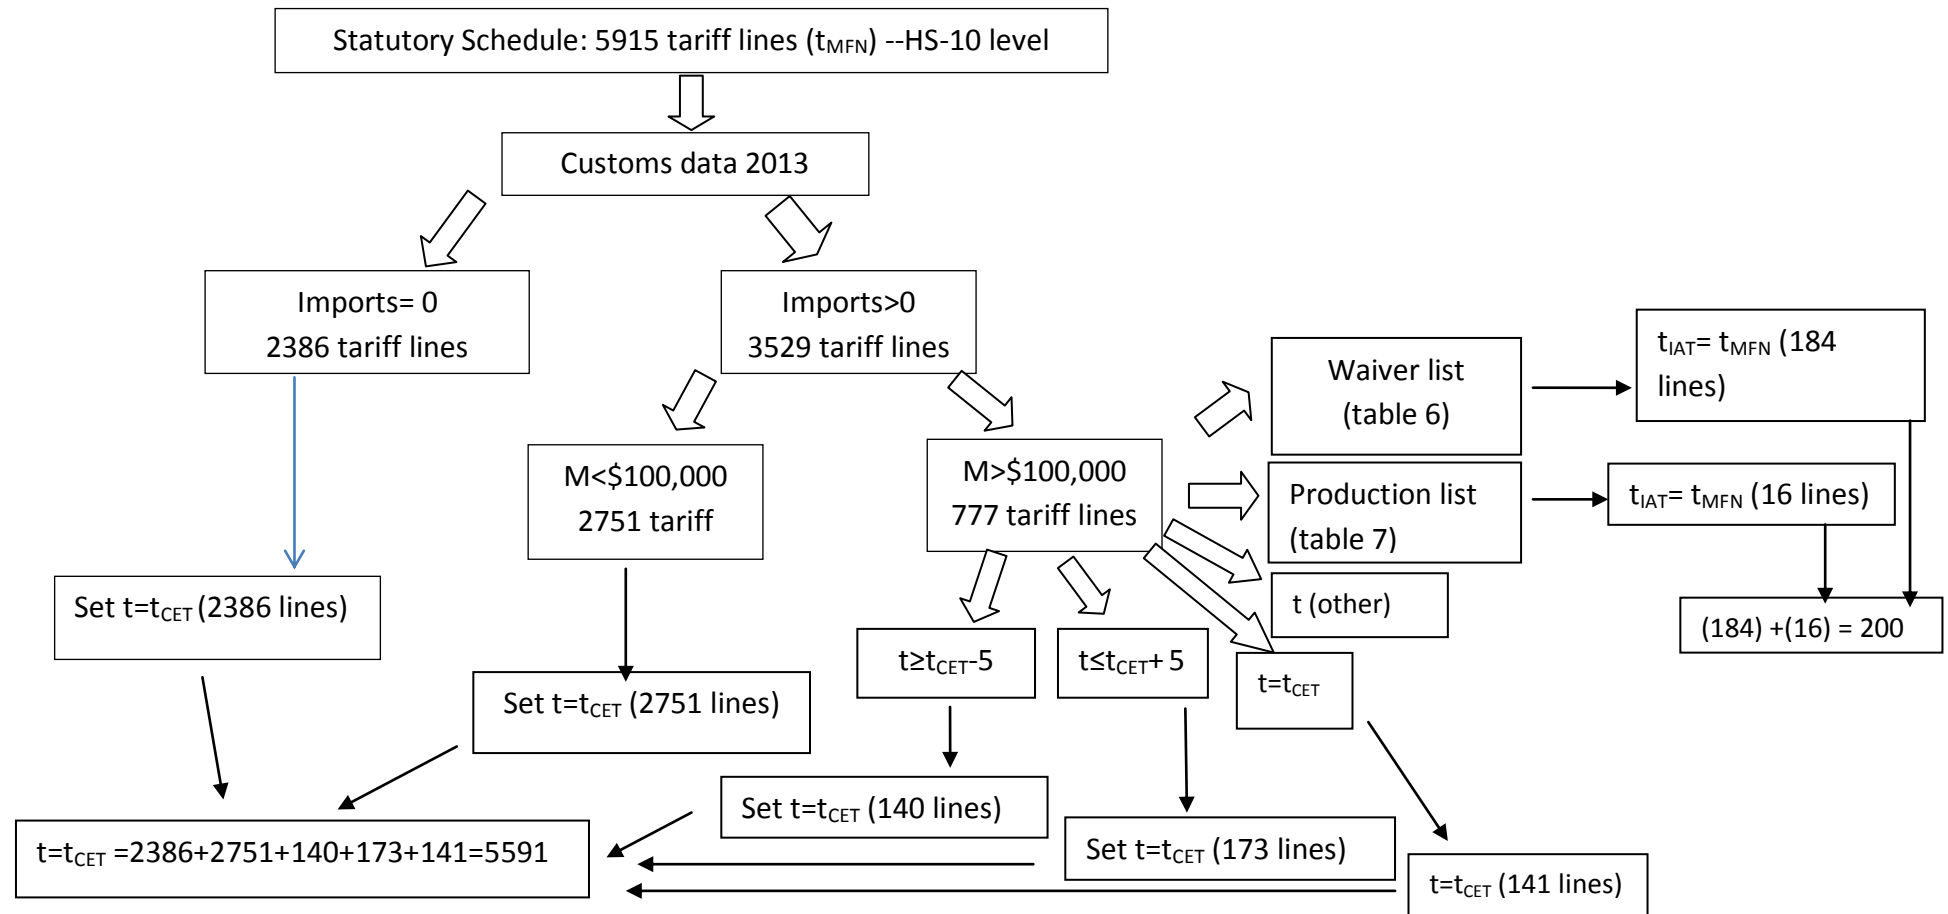 Statutory Schedule: 5915 tariff lines (tMFN) --HS-10 level
Customs data 2013
Imports= 0
2386 tariff lines
Imports>0
3529 tariff lines
Waiver list
(table 6)
tIAT= tMFN (184
lines)
M<$100,000
2751 tariff
M>$100,000
777 tariff lines
Production list
(table 7)
tIAT= tMFN (16 lines)
Set t=tCET (2386 lines)
t (other)
(184) +(16) = 200
t≥tCET-5
t≤tCET+ 5
t=tCET
Set t=tCET (2751 lines)
Set t=tCET (140 lines)
Set t=tCET (173 lines)
t=tCET =2386+2751+140+173+141=5591
t=tCET (141 lines)